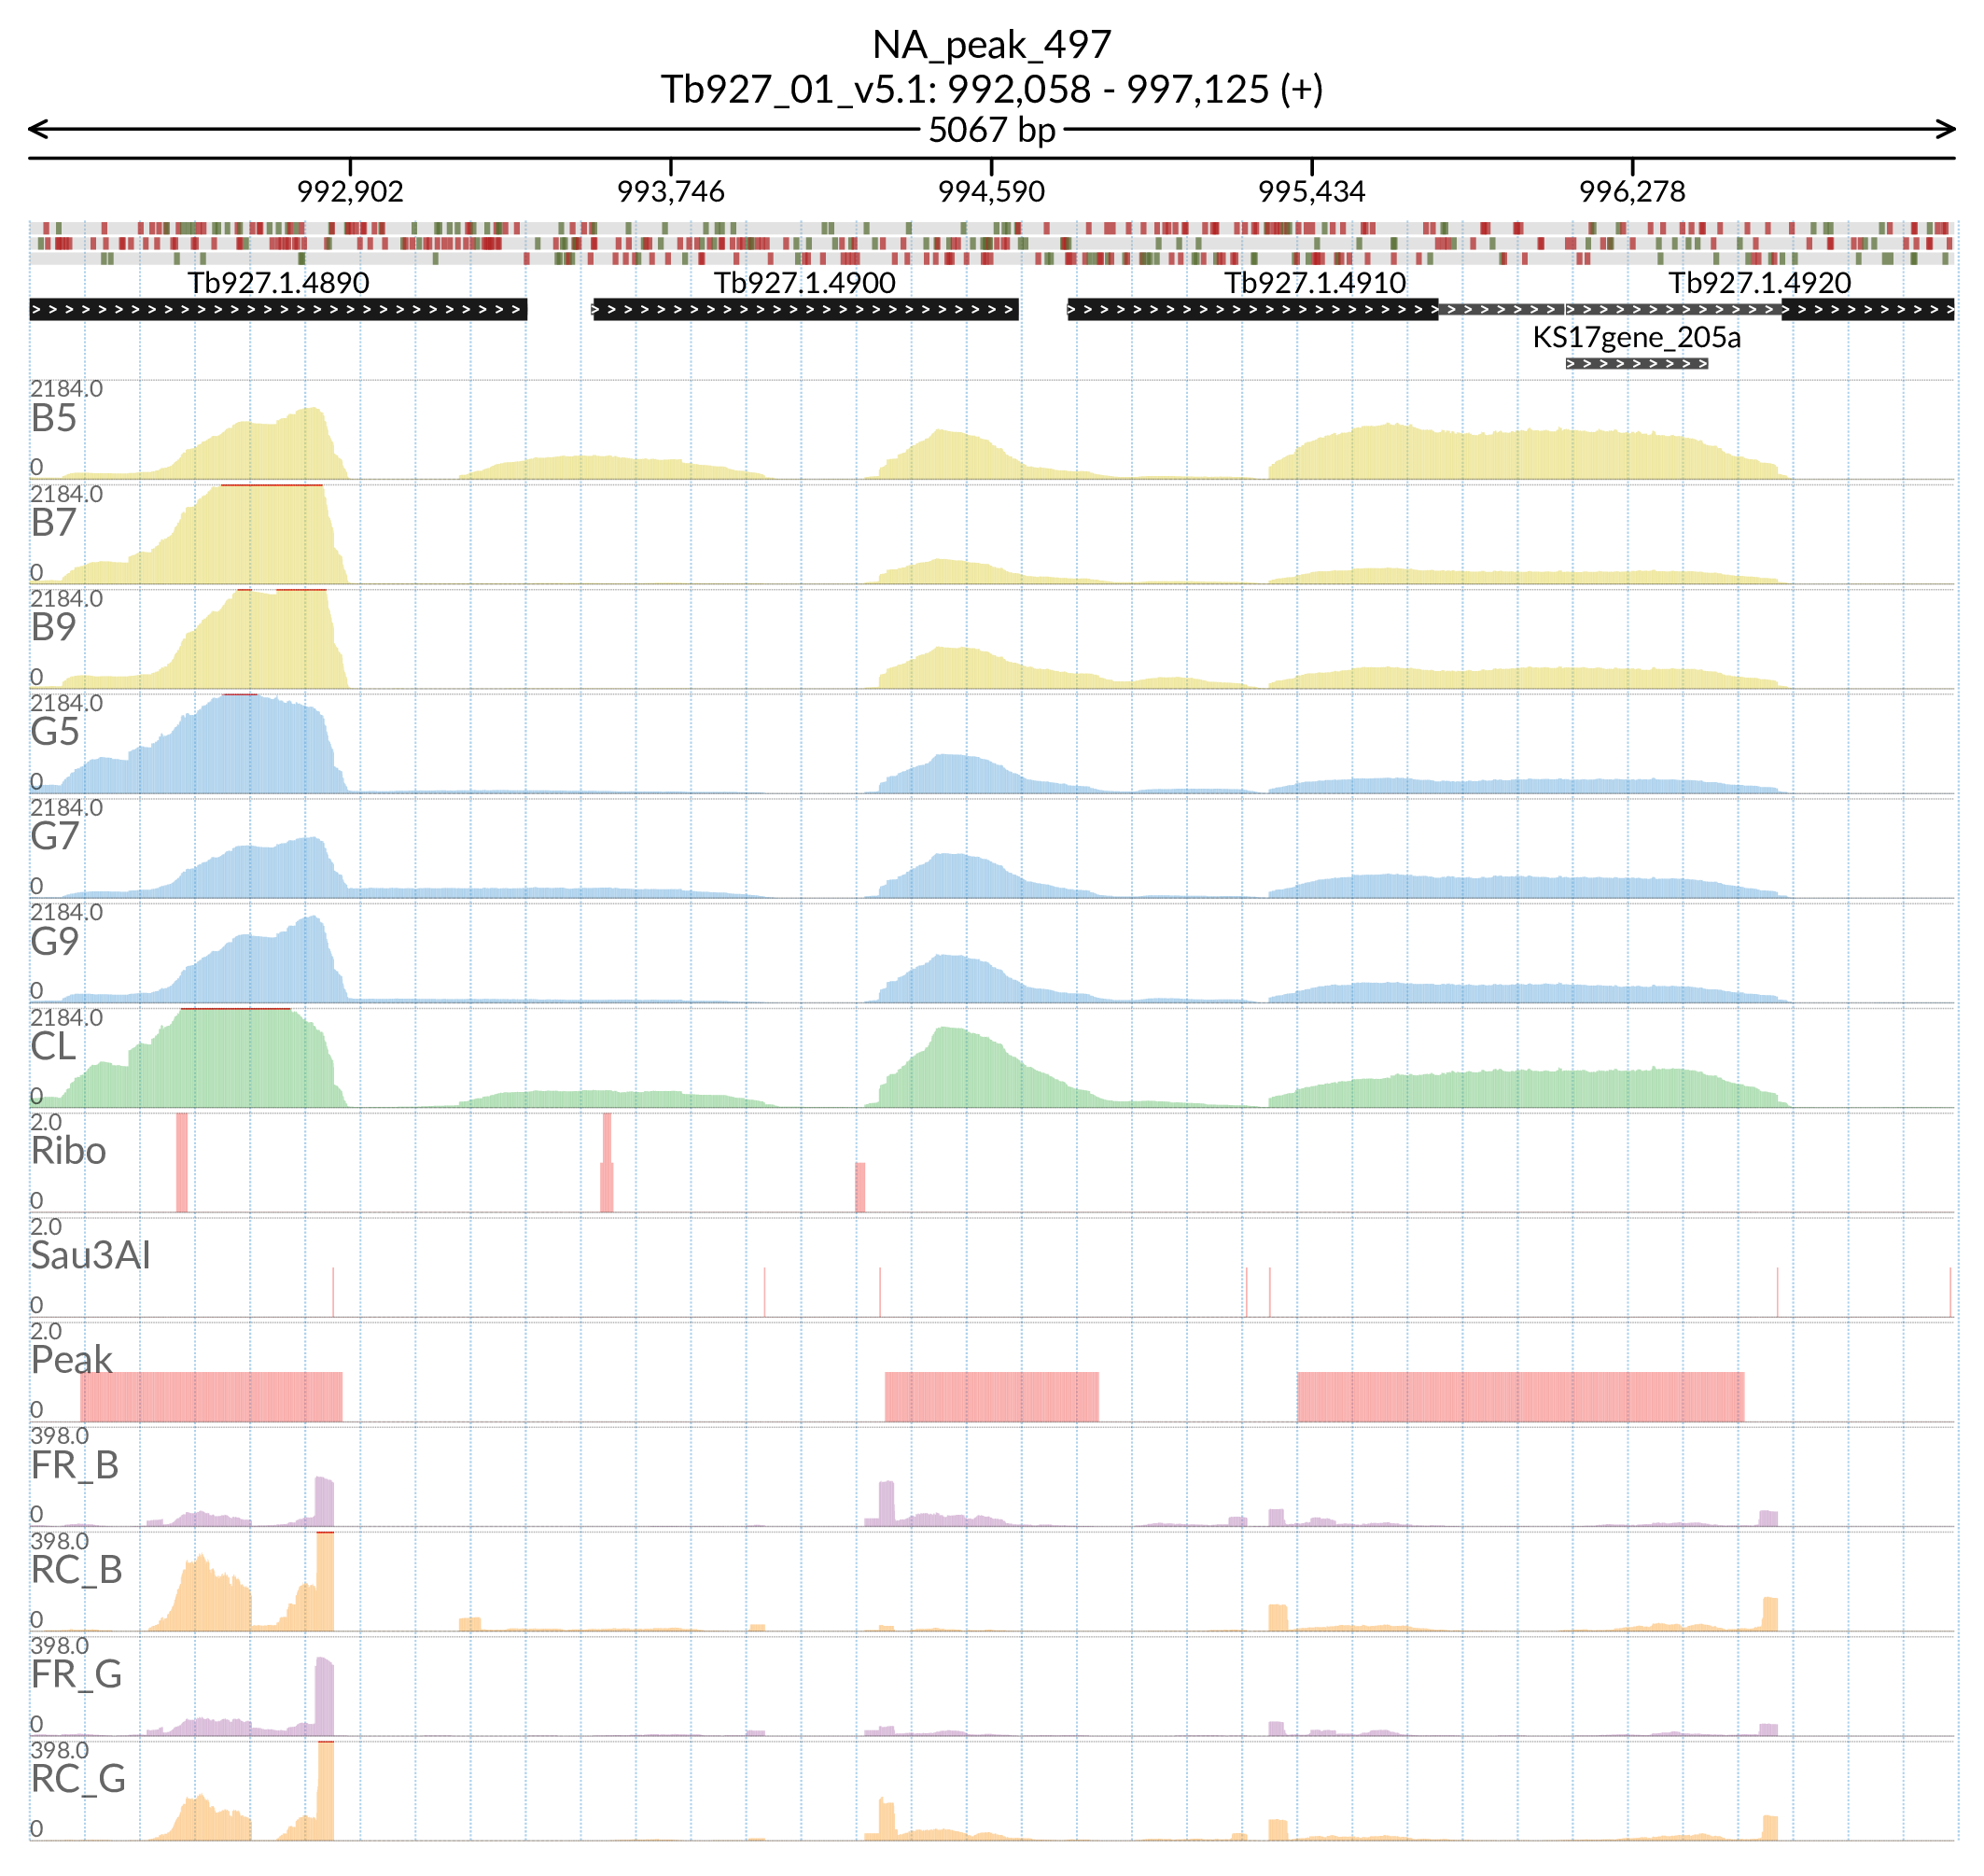 NA_peak_497
Tb927_01_v5.1: 992,058 - 997,125 (+)
5067 bp
992,902 993,746 994,590 995,434 996,278
Tb927.1.4890 Tb927.1.4900 Tb927.1.4910 Tb927.1.4920
KS17gene_205a
2184.0
B5
0
2184.0
B7
0
2184.0
B9
0
2184.0
G5
0
2184.0
G7
0
2184.0
G9
0
2184.0
CL
0
2.0
Ribo
0
2.0
Sau3AI
0
2.0
Peak
0
398.0
FR_B
0
398.0
RC_B
0
398.0
FR_G
0
398.0
RC_G
0